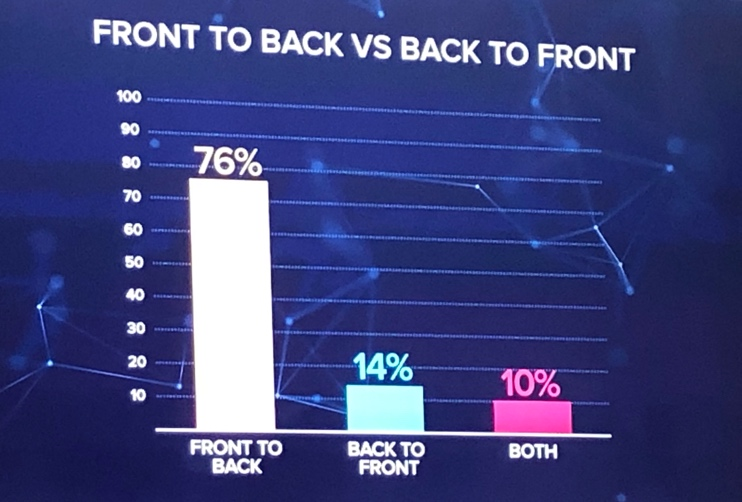 FRONT TO BACK VS BACK TO FRONT
100
90
80
70
60
50
40
30
20
10
76%
14%
10%
FRONT TO
BACK
BACK TO
FRONT
BOTH